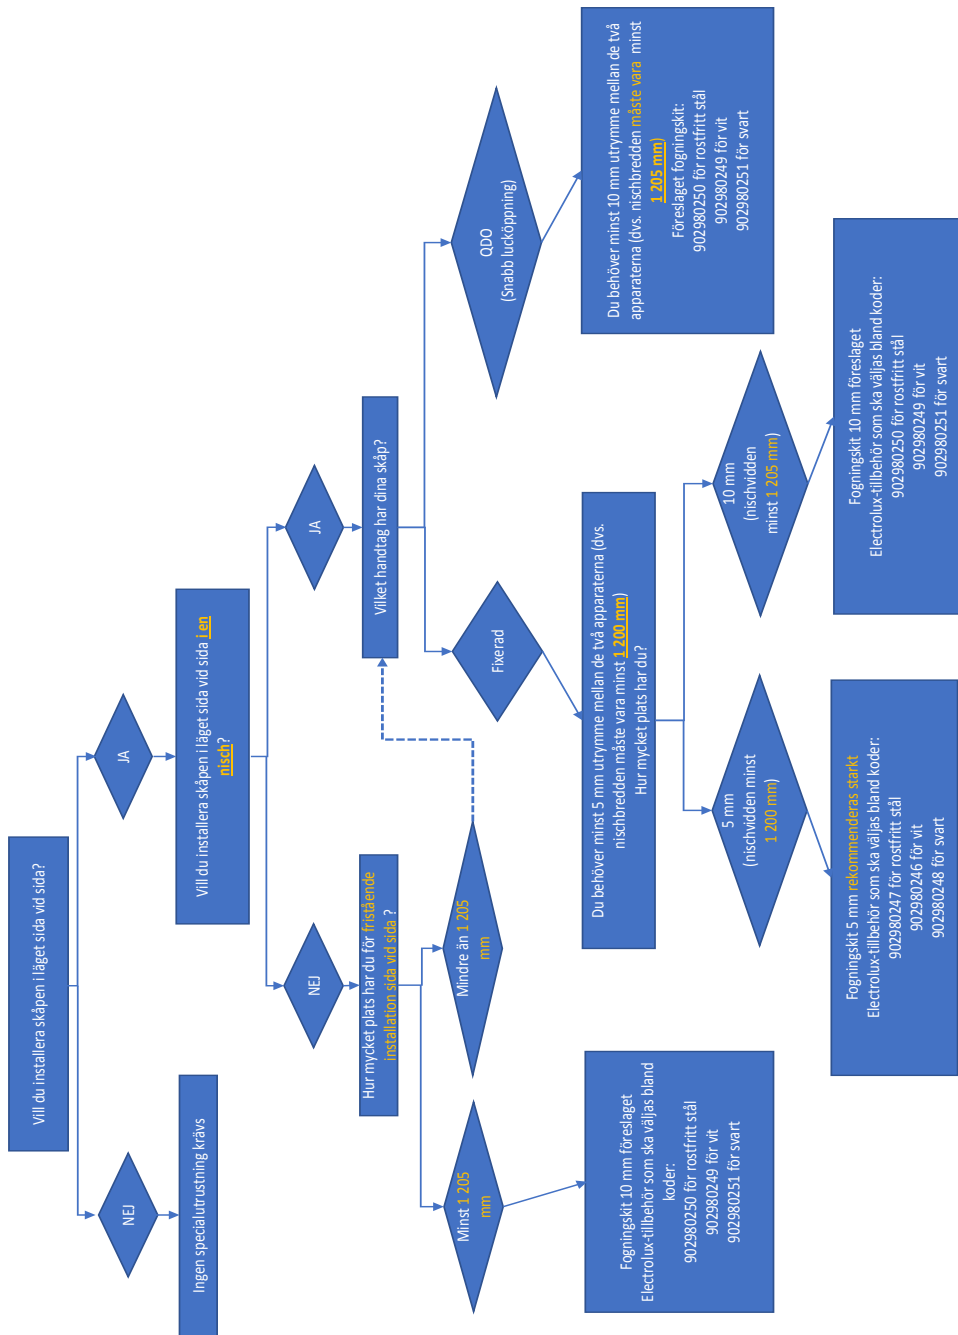 Vill du installera skåpen i läget sida vid sida?
NEJ
JA
Ingen specialutrustning krävs
Vill du installera skåpen i läget sida vid sida i en
nisch?
NEJ
JA
Hur mycket plats har du för fristående
installation sida vid sida ?
Vilket handtag har dina skåp?
Minst 1 205
mm
Mindre än 1 205
mm
Fixerad
QDO
(Snabb lucköppning)
Fogningskit 10 mm föreslaget
Electrolux-tillbehör som ska väljas bland
koder:
902980250 för rostfritt stål
902980249 för vit
902980251 för svart
Du behöver minst 5 mm utrymme mellan de två apparaterna (dvs.
nischbredden måste vara minst 1 200 mm)
Hur mycket plats har du?
Du behöver minst 10 mm utrymme mellan de två
apparaterna (dvs. nischbredden måste vara minst
1 205 mm)
Föreslaget fogningskit:
902980250 för rostfritt stål
902980249 för vit
902980251 för svart
5 mm
(nischvidden minst
1 200 mm)
10 mm
(nischvidden
minst 1 205 mm)
Fogningskit 5 mm rekommenderas starkt
Electrolux-tillbehör som ska väljas bland koder:
902980247 för rostfritt stål
902980246 för vit
902980248 för svart
Fogningskit 10 mm föreslaget
Electrolux-tillbehör som ska väljas bland koder:
902980250 för rostfritt stål
902980249 för vit
902980251 för svart